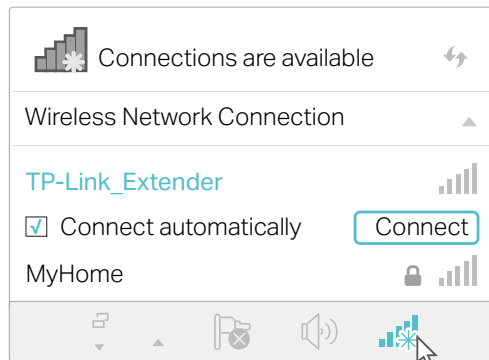 Connections are available
Wireless Network Connection
TP-Link_Extender
Connect automatically Connect
MyHome